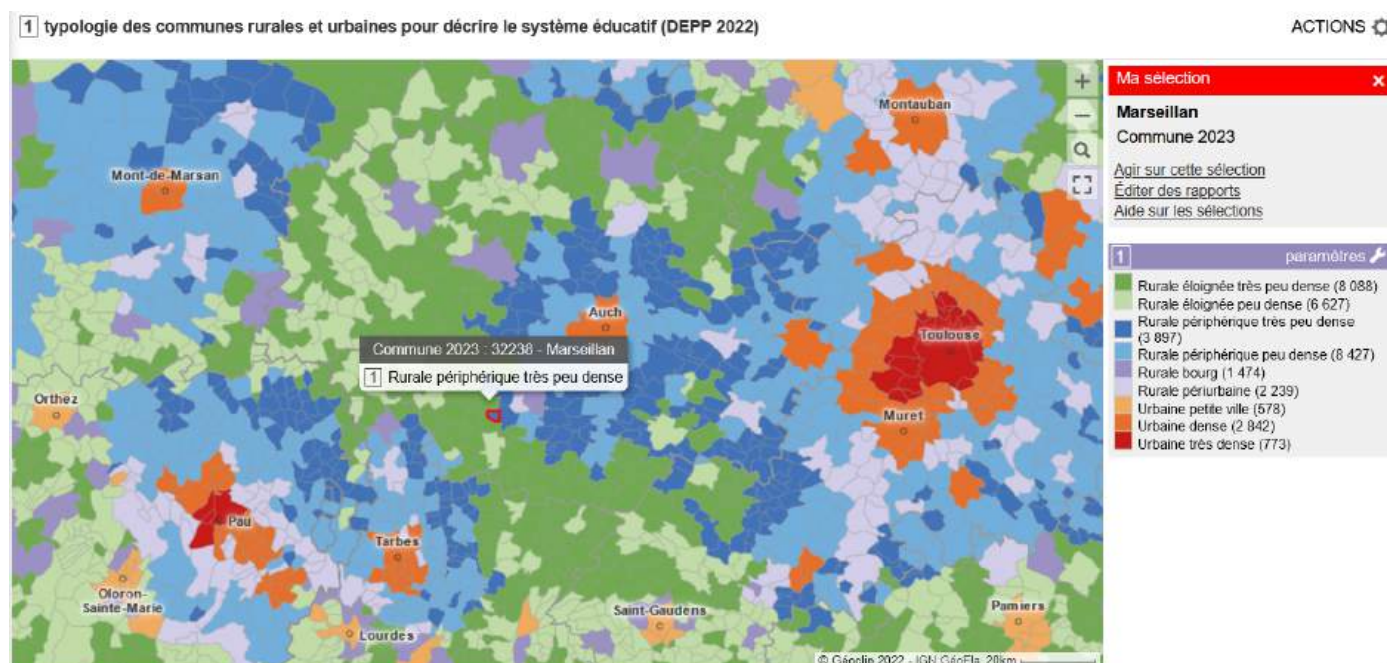 1 typologie des communes rurales et urbaines pour décrire le système éducatif (DEPP 2022)
ACTIONS
Ma sélection ×
Marseillan
Commune 2023
Agir sur cette sélection
Éditer des rapports
Aide sur les sélections
1 paramètres
Rurale éloignée très peu dense (8 088)
Rurale éloignée peu dense (6 627)
Rurale périphérique très peu dense
(3 897)
Rurale périphérique peu dense (8 427)
Rurale bourg (1 474)
Rurale périurbaine (2 239)
Urbaine petite ville (578)
Urbaine dense (2 842)
Urbaine très dense (773)
Montauban
Mont-de-Marsan
Auch
Toulouse
Commune 2023 : 32238 - Marseillan
1 Rurale périphérique très peu dense
Orthez
Muret
Pau
Tarbes
Oloron-
Sainte-Marie
Saint-Gaudens
Pamiers
Lourdes
© Géoclip 2022 - IGN GéoFla 20km